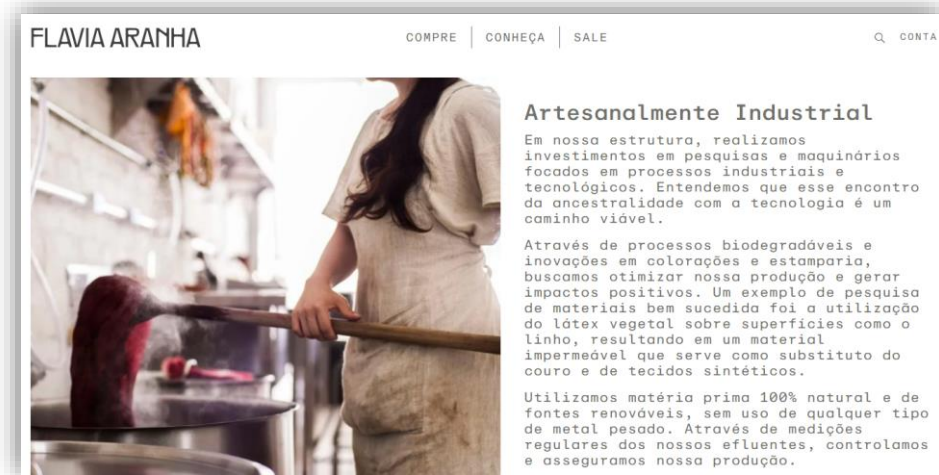 FLAVIA ARANHA
COMPRE
CONHEÇA
SALE
CONTA
Artesanalmente Industrial
Em nossa estrutura, realizamos
investimentos em pesquisas e maquinários
focados em processos industriais e
tecnológicos. Entendemos que esse encontro
da ancestralidade com a tecnologia é um
caminho viável.
Através de processos biodegradáveis e
inovações em colorações e estamparia,
buscamos otimizar nossa produção e gerar
impactos positivos. Um exemplo de pesquisa
de materiais bem sucedida foi a utilização
do látex vegetal sobre superfícies como o
linho, resultando em um material
impermeável que serve como substituto do
couro e de tecidos sintéticos.
Utilizamos matéria prima 100% natural e de
fontes renováveis, sem uso de qualquer tipo
de metal pesado. Através de medições
regulares dos nossos efluentes, controlamos
e asseguramos nossa produção.